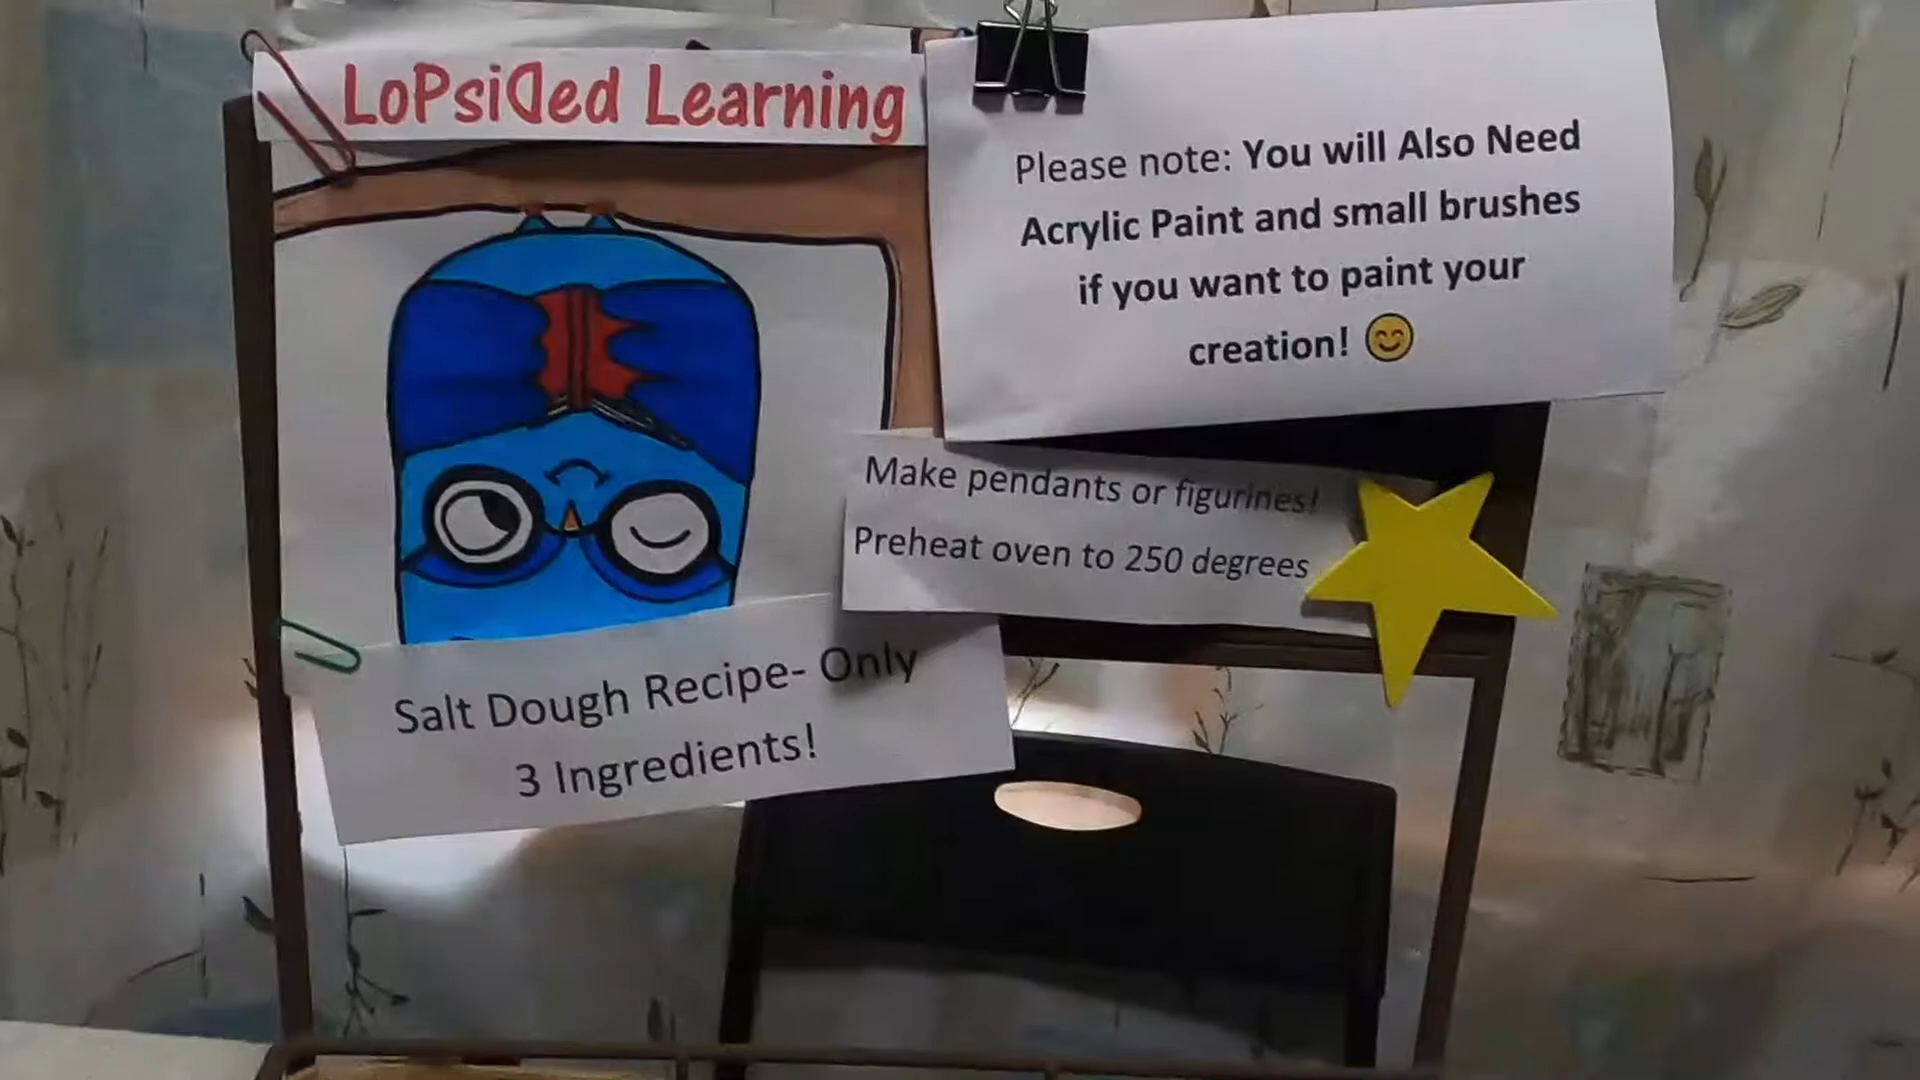 LoPsiDed Learning
Please note: You will Also Need
Acrylic Paint and small brushes
if you want to paint your
creation! 😊
Make pendants or figurines!
Preheat oven to 250 degrees
Salt Dough Recipe- Only
3 Ingredients!